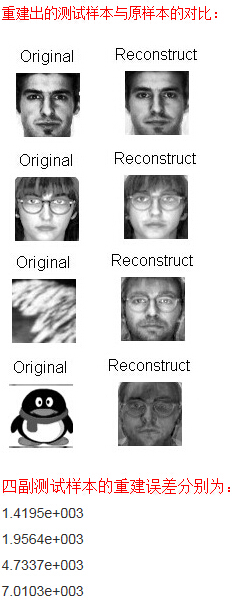 重建出的测试样本与原样本的对比：
Original Reconstruct
Original Reconstruct
Original Reconstruct
Original Reconstruct
四副测试样本的重建误差分别为：
1.4195e+003
1.9564e+003
4.7337e+003
7.0103e+003